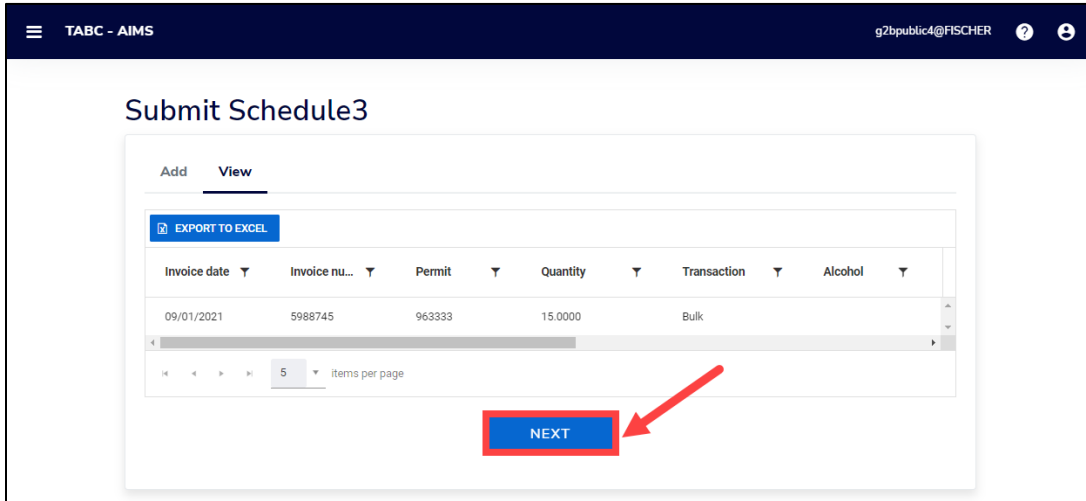 TABC - AIMS g2bpublic4@FISCHER ?
Submit Schedule3
Add View
EXPORT TO EXCEL
Invoice date Invoice nu... Permit Quantity Transaction Alcohol
09/01/2021 5988745 963333 15.0000 Bulk
5 items per page
NEXT